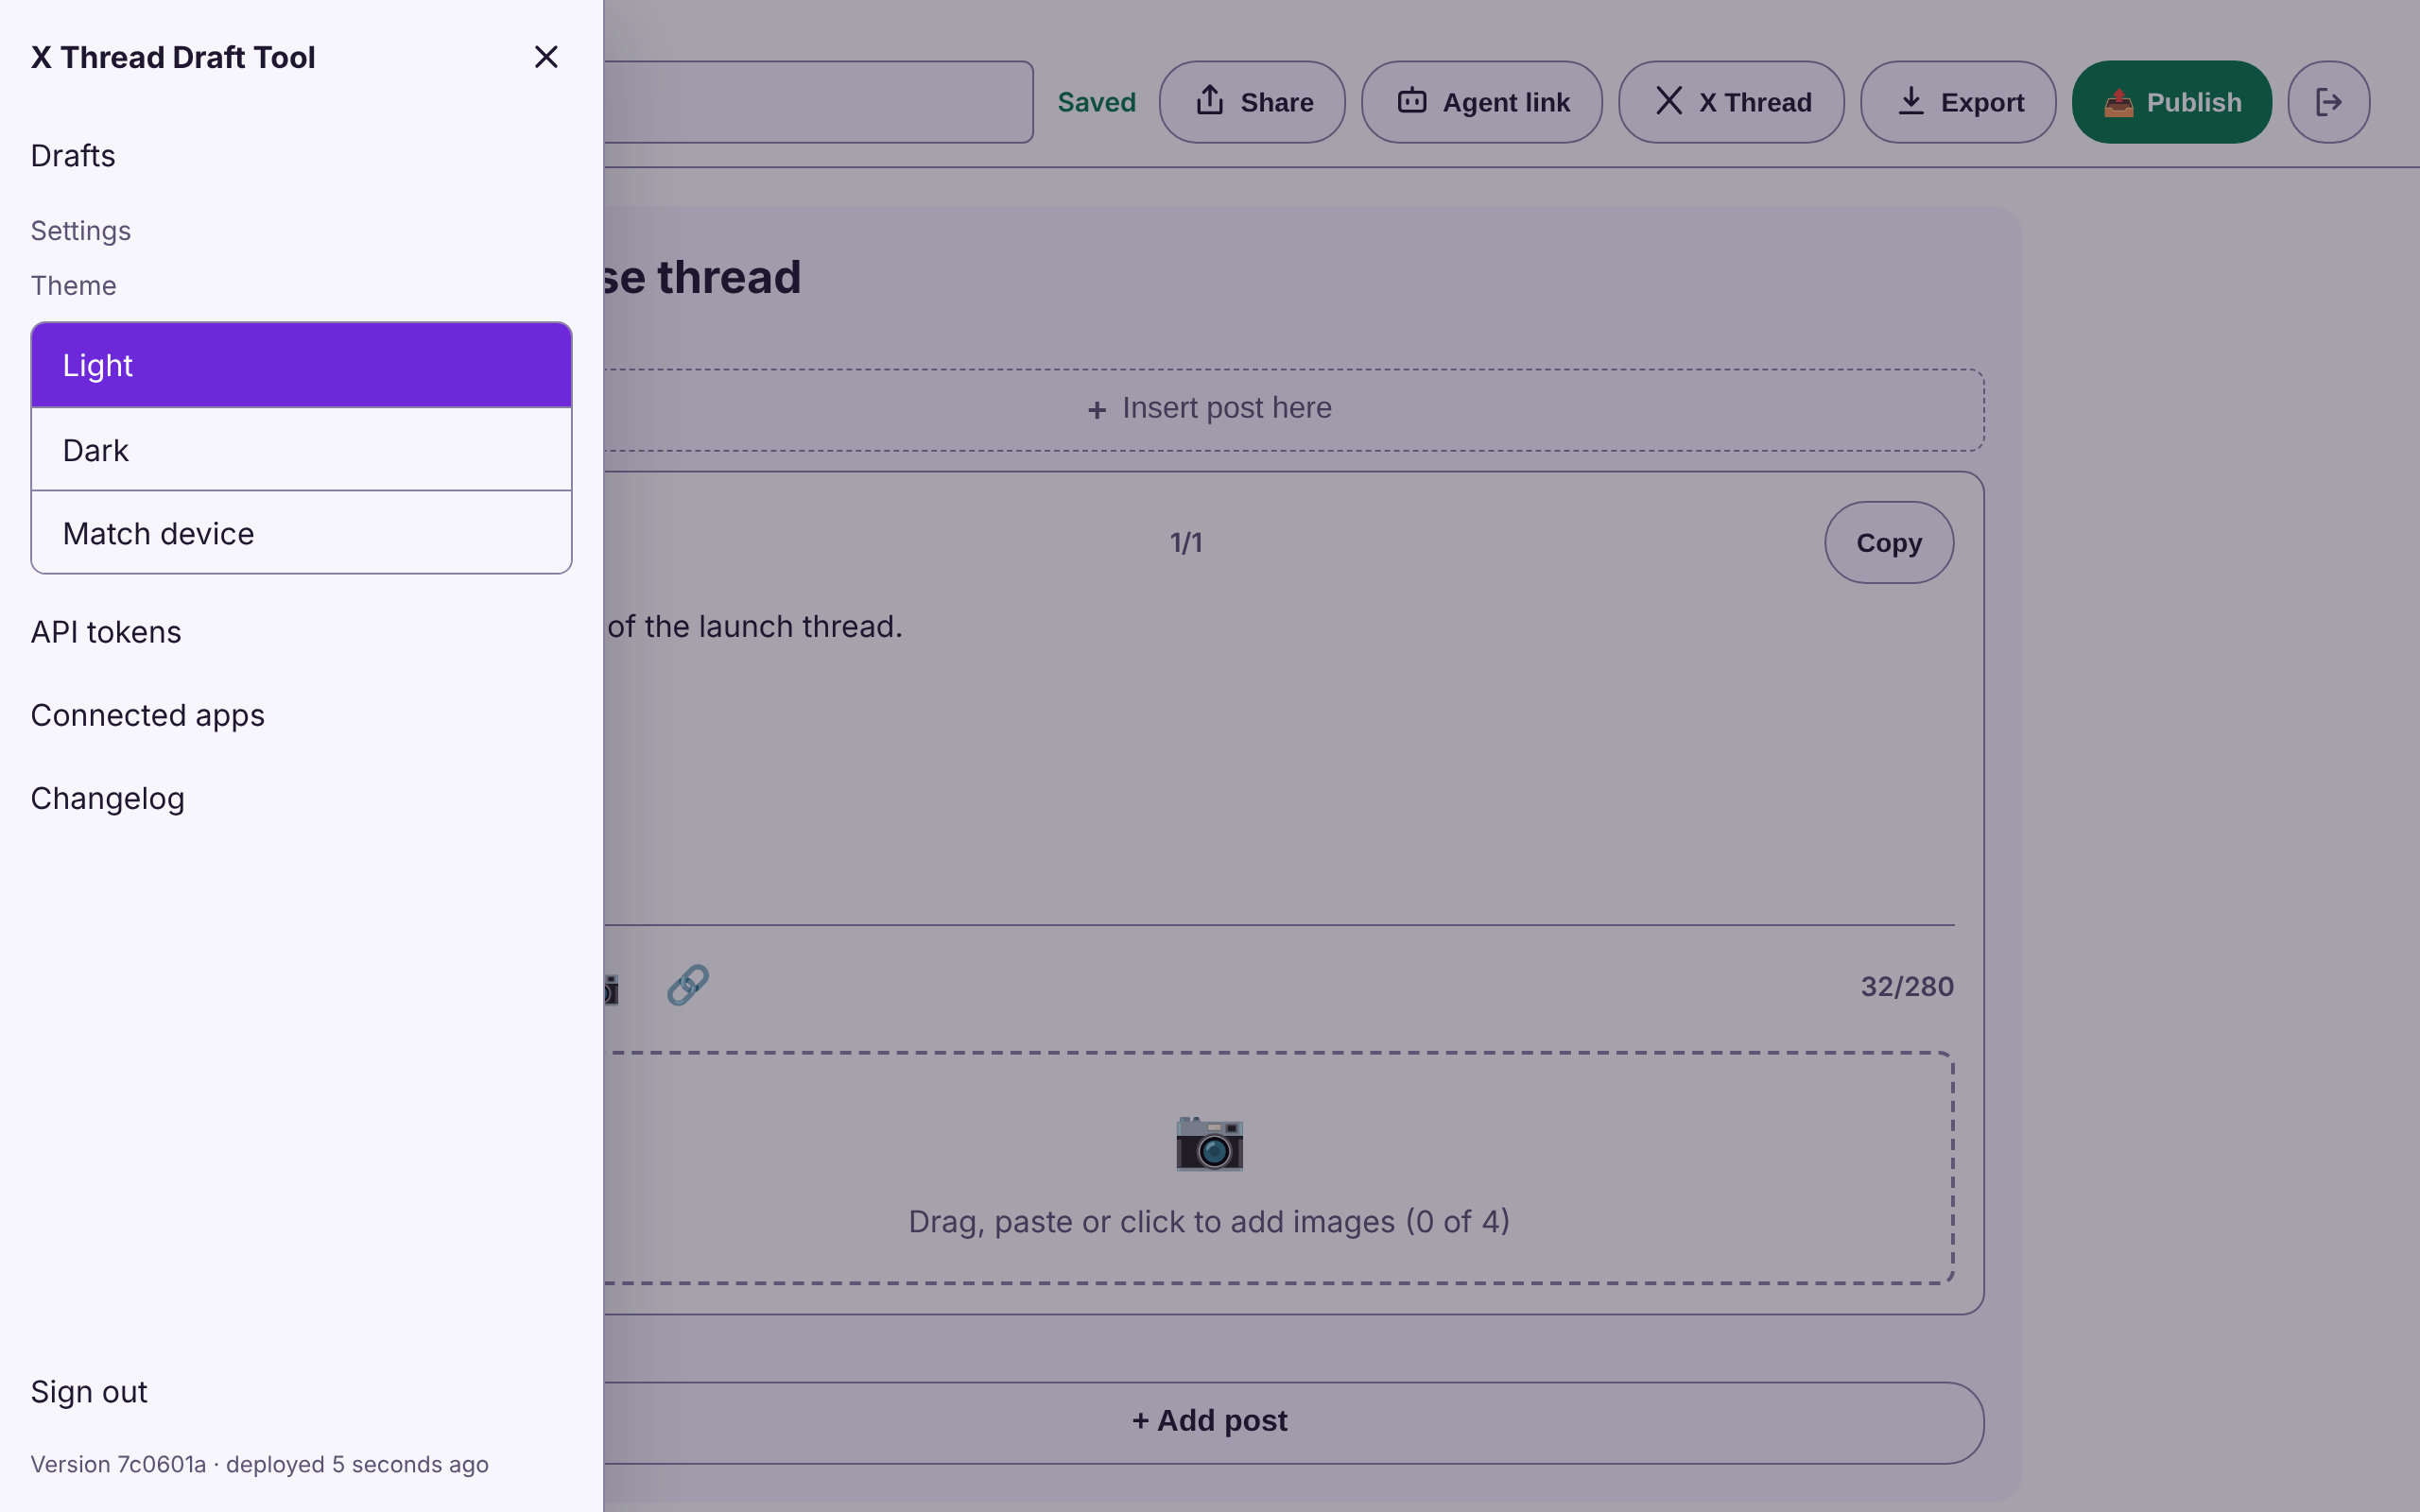 X Thread Draft Tool
Drafts
Settings
Theme
Light
Dark
Match device
API tokens
Connected apps
Changelog
Sign out
Version 7c0601a · deployed 5 seconds ago
Saved
Share
Agent link
X Thread
Export
Publish
thread
+ Insert post here
1/1
Copy
of the launch thread.
32/280
Drag, paste or click to add images (0 of 4)
+ Add post